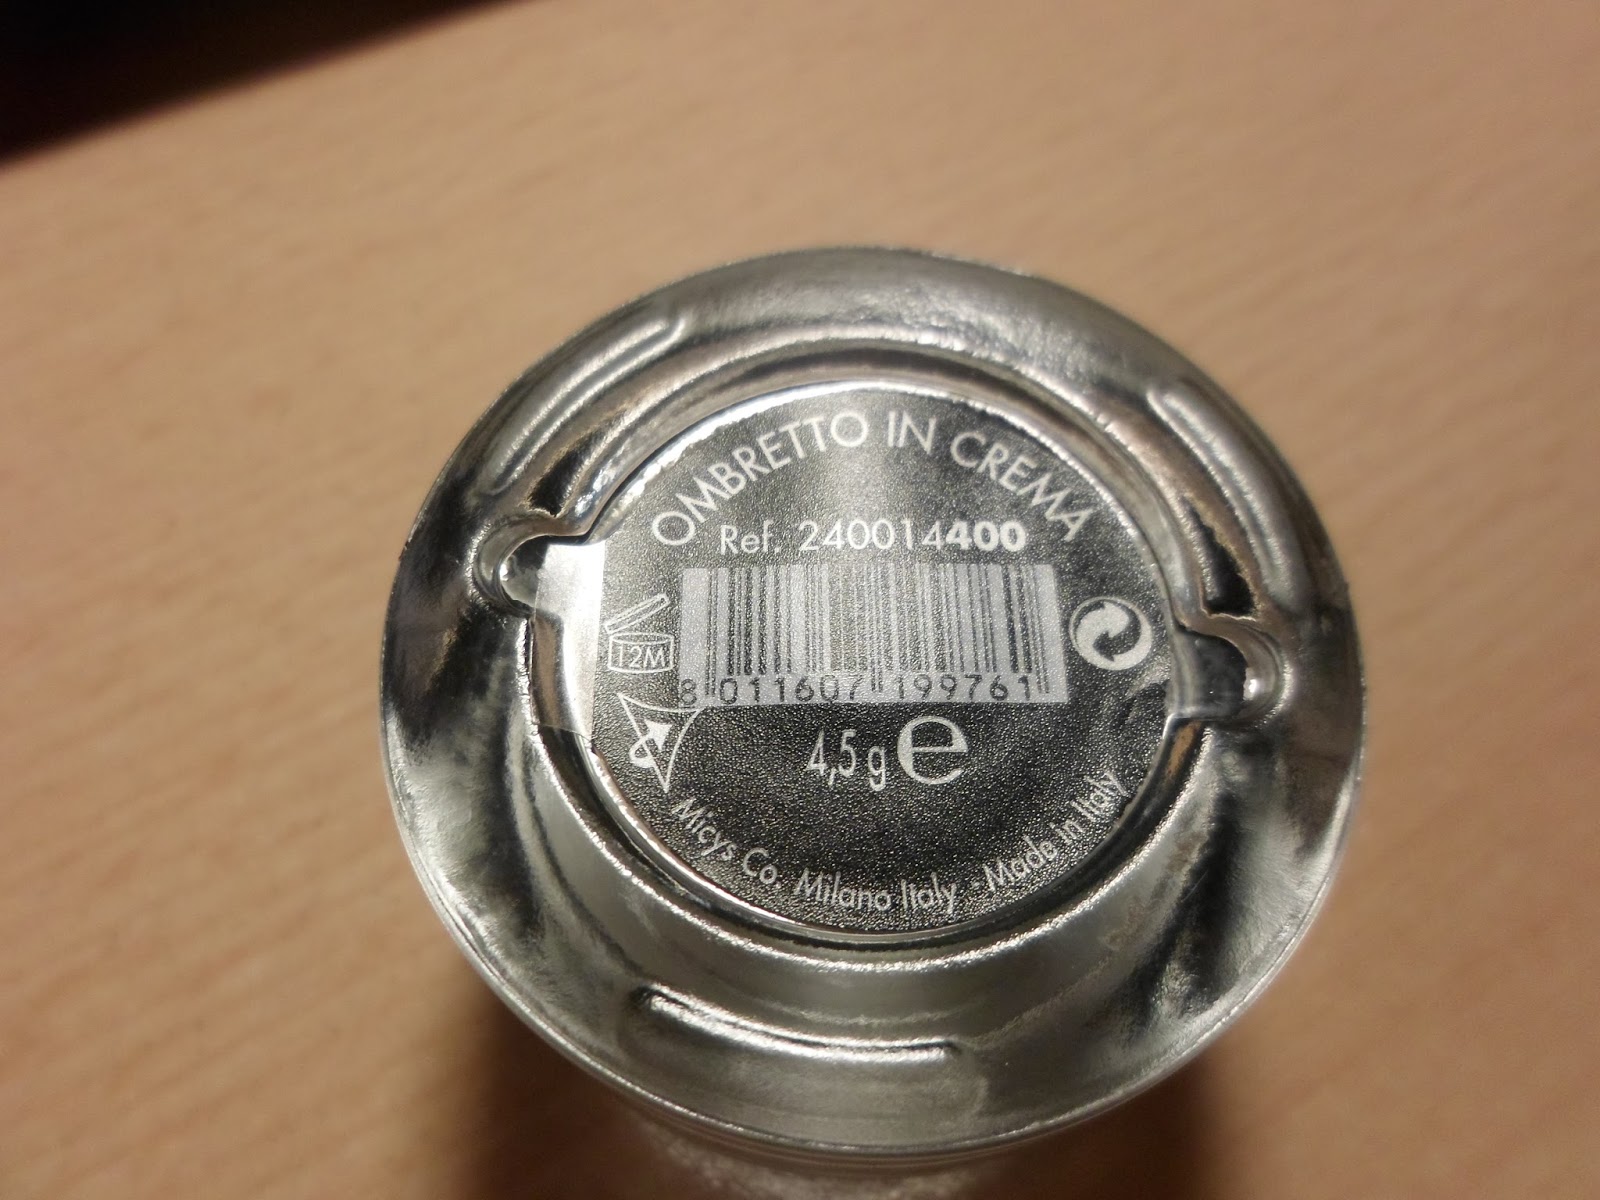 OMBRETTO IN CREMA
Ref. 240014400
12M
8 011607 199761
4,5 g e
Micys Co. Milano Italy - Made in Italy